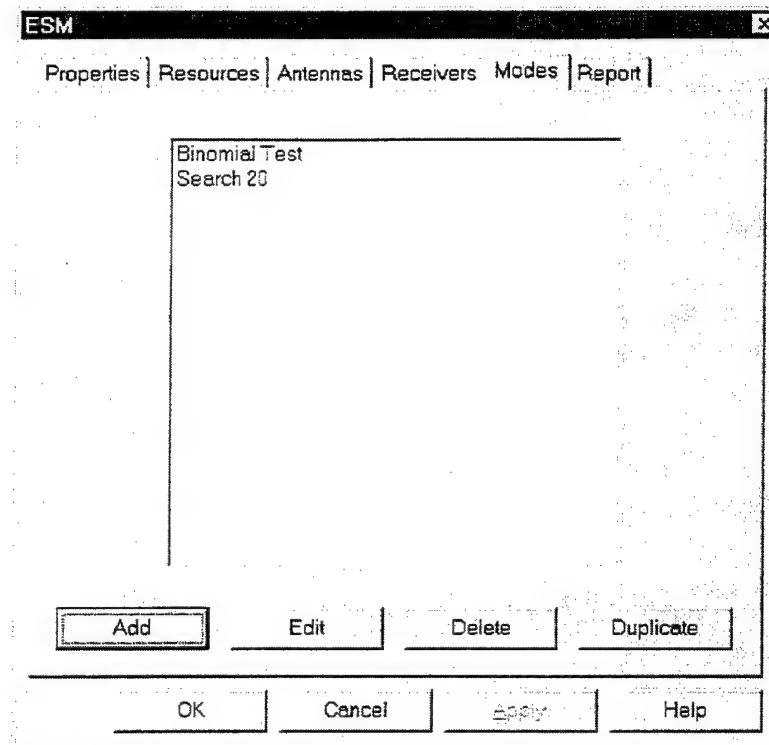 ESM
Properties Resources Antennas Receivers Modes Report
Binomial Test
Search 20
Add Edit Delete Duplicate
OK Cancel Apply Help